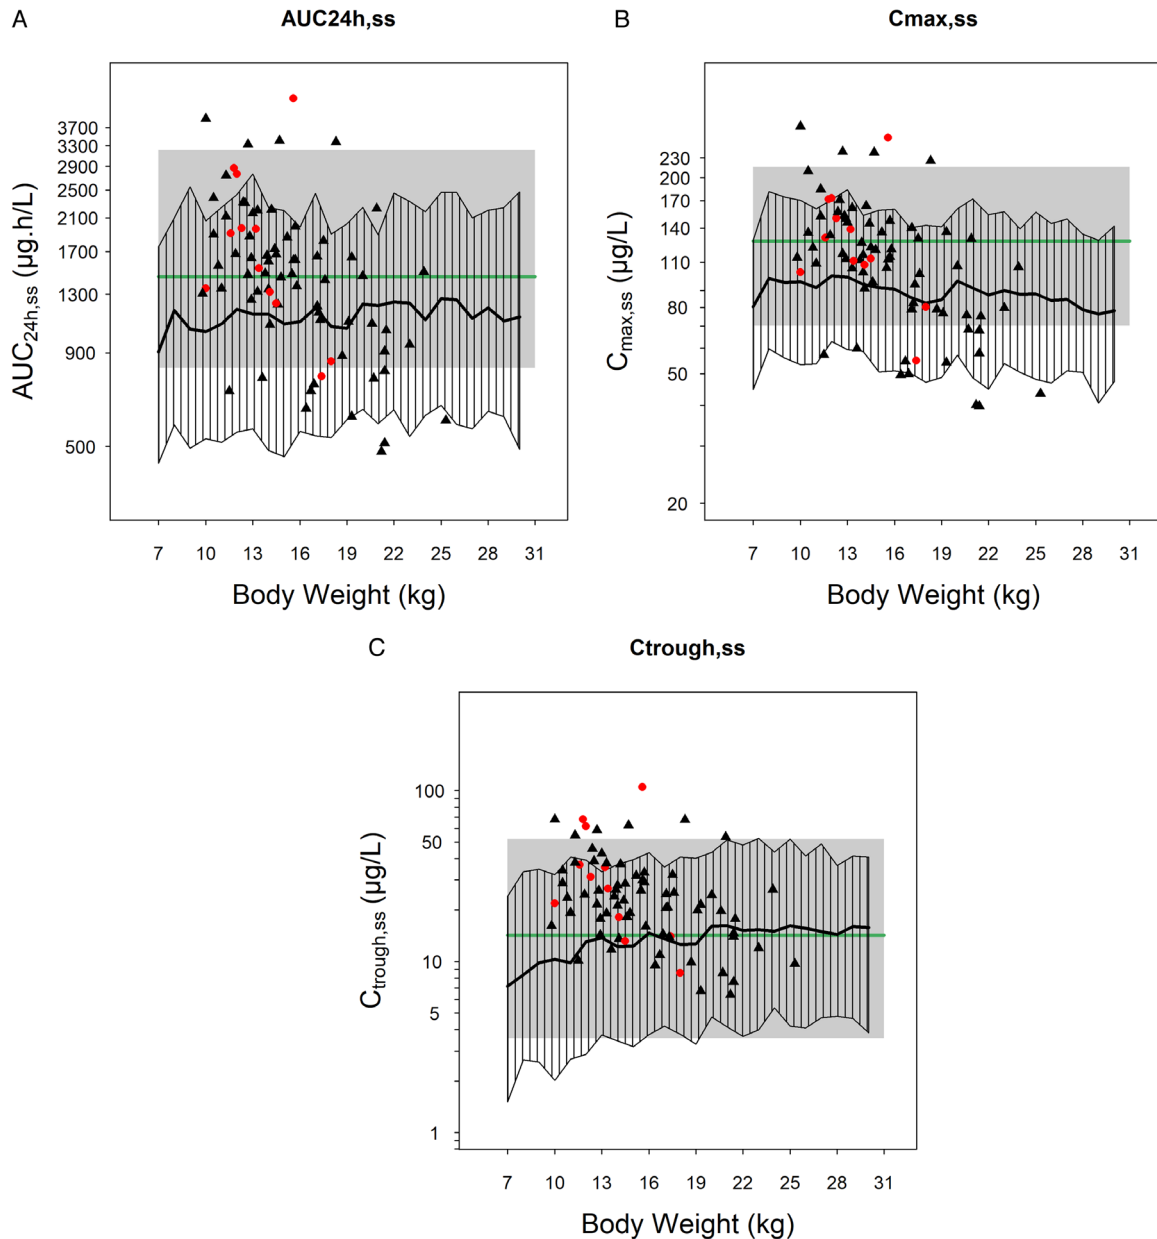 A
AUC24h,ss
AUC24h,ss (µg.h/L)
3700
3300
2900
2500
2100
1700
1300
900
500
7 10 13 16 19 22 25 28 31
Body Weight (kg)
B
Cmax,ss
Cmax,ss (µg/L)
230
200
170
140
110
80
50
20
7 10 13 16 19 22 25 28 31
Body Weight (kg)
C
Ctrough,ss
Ctrough,ss (µg/L)
100
50
10
5
1
7 10 13 16 19 22 25 28 31
Body Weight (kg)